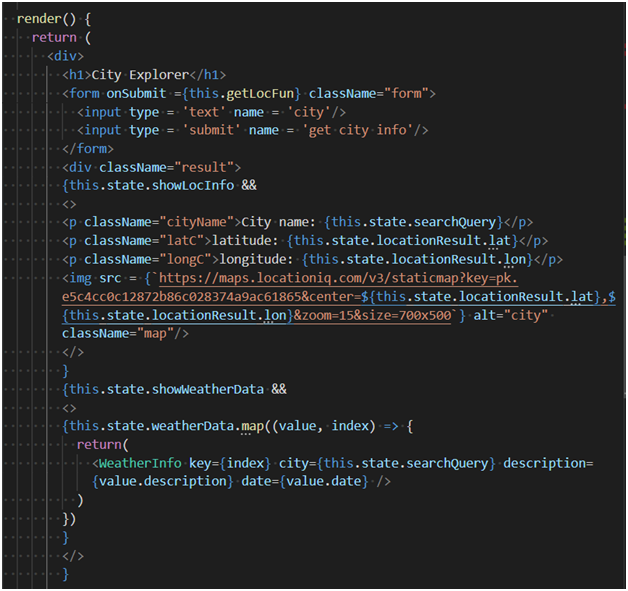 render() {
return (
<div>
<h1>City Explorer</h1>
<form onSubmit ={this.getLocFun} className="form">
<input type = 'text' name = 'city'/>
<input type = 'submit' name = 'get city info'/>
</form>
<div className="result">
{this.state.showLocInfo &&
<>
<p className="cityName">City name: {this.state.searchQuery}</p>
<p className="latC">latitude: {this.state.locationResult.lat}</p>
<p className="longC">longitude: {this.state.locationResult.lon}</p>
<img src = {`https://maps.locationiq.com/v3/staticmap?key=pk.
e5c4cc0c12872b86c028374a9ac61865&center=${this.state.locationResult.lat},$
{this.state.locationResult.lon}&zoom=15&size=700x500`} alt="city"
className="map"/>
</>
}
{this.state.showWeatherData &&
<>
{this.state.weatherData.map((value, index) => {
return(
<WeatherInfo key={index} city={this.state.searchQuery} description=
{value.description} date={value.date} />
)
})
}
</>
}